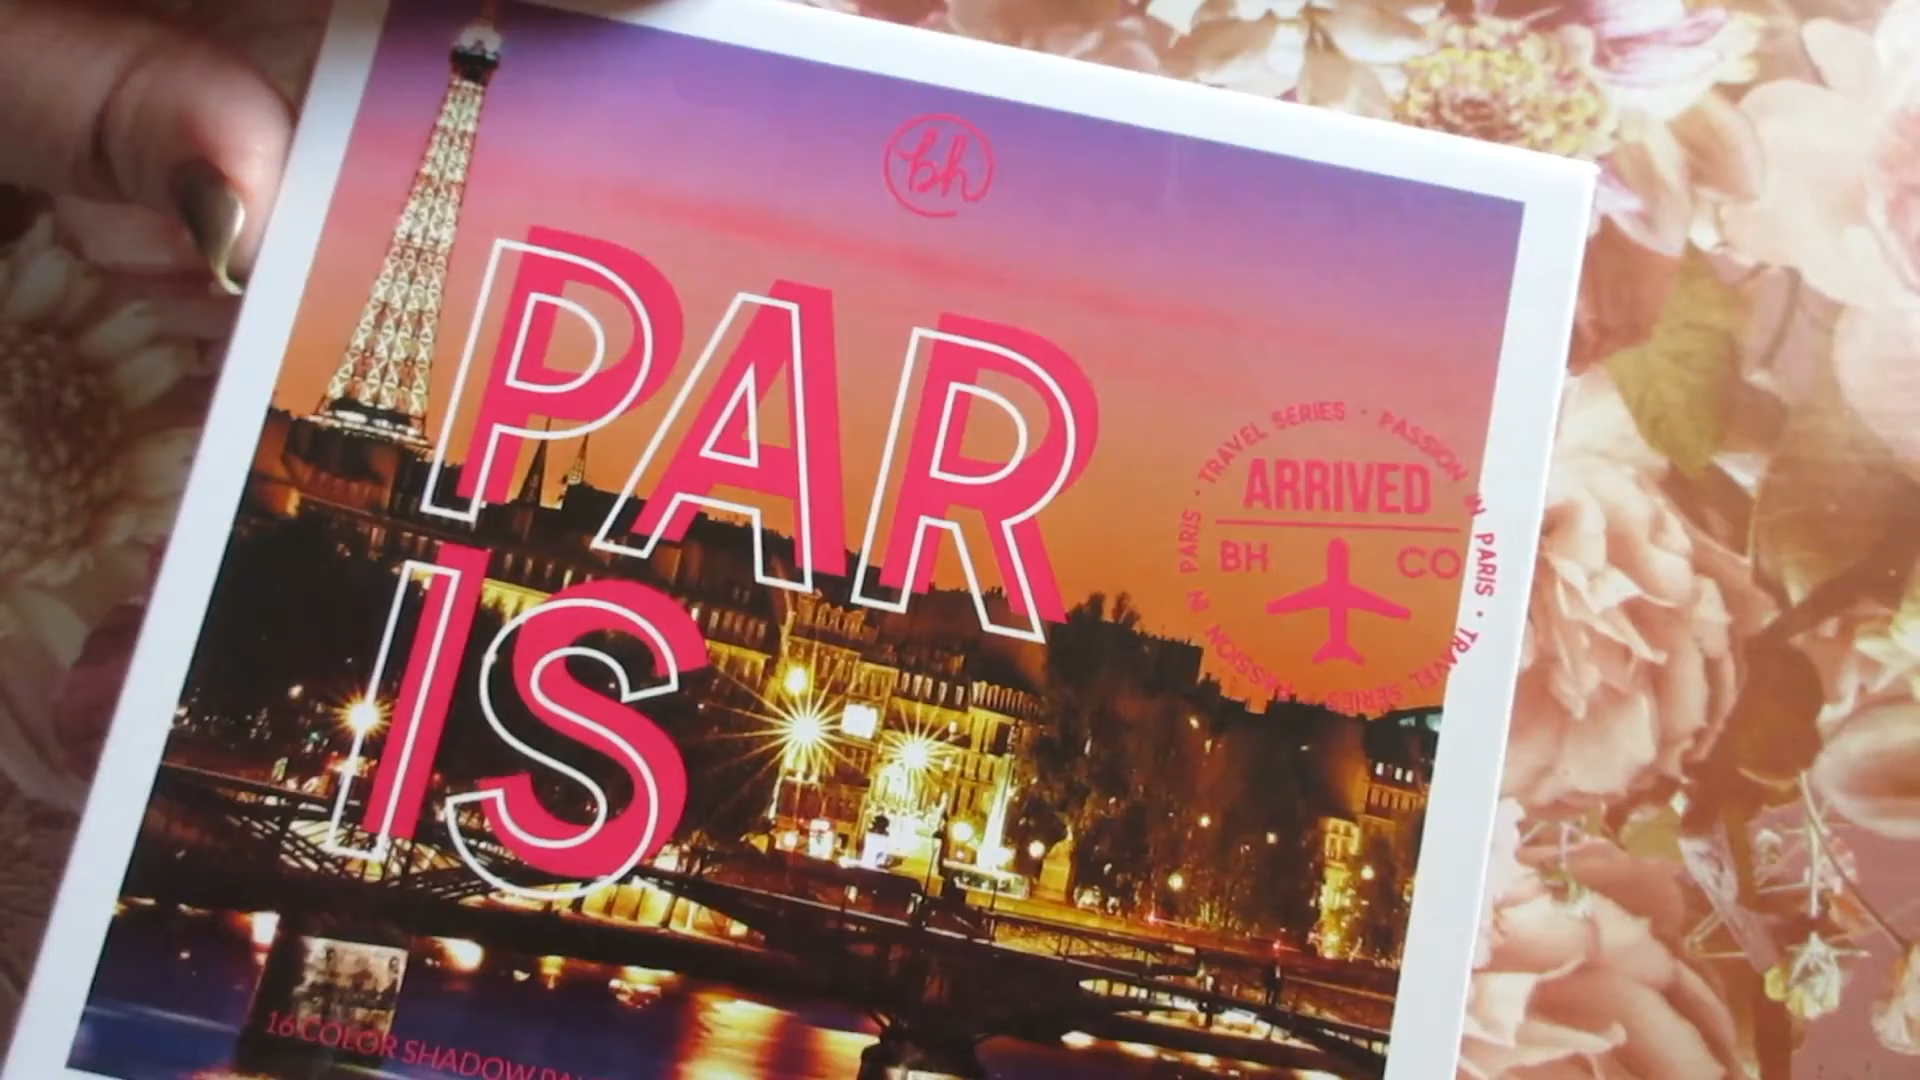 bh
PAR
IS
TRAVEL SERIES · PASSION IN PARIS · TRAVEL SERIES · PASSION IN PARIS ·
ARRIVED
BH CO
16 COLOR SHADOW